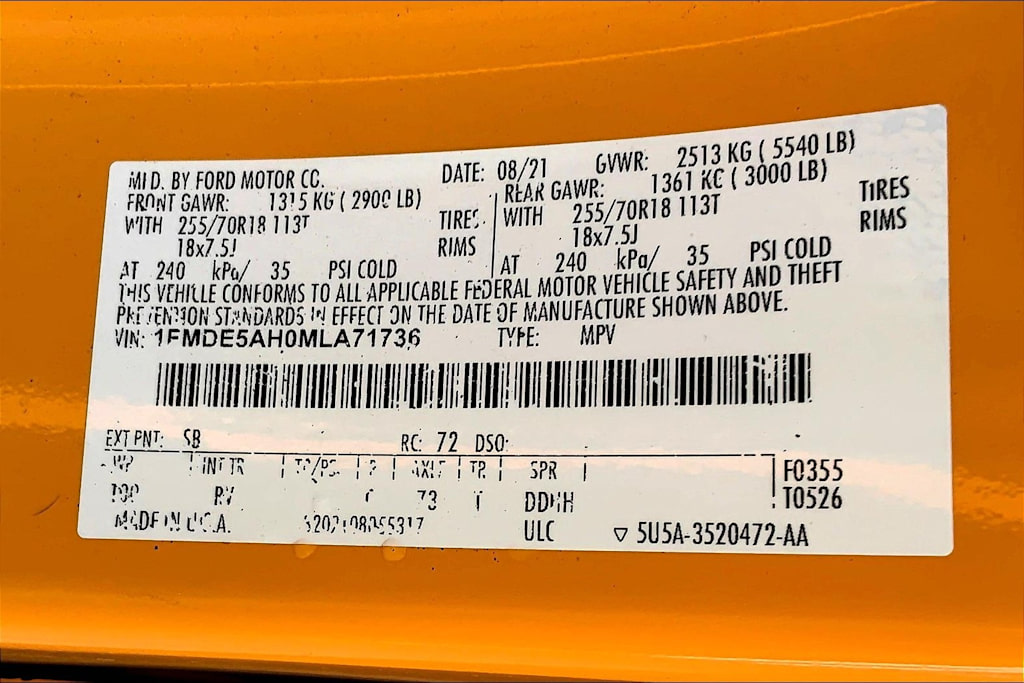 MFD. BY FORD MOTOR CO. DATE: 08/21 GVWR: 2513 KG ( 5540 LB)
FRONT GAWR: 1315 KG ( 2900 LB) REAR GAWR: 1361 KG ( 3000 LB)
WITH 255/70R18 113T TIRES WITH 255/70R18 113T TIRES
18x7.5J RIMS 18x7.5J RIMS
AT 240 kPa/ 35 PSI COLD AT 240 kPa/ 35 PSI COLD
THIS VEHICLE CONFORMS TO ALL APPLICABLE FEDERAL MOTOR VEHICLE SAFETY AND THEFT
PREVENTION STANDARDS IN EFFECT ON THE DATE OF MANUFACTURE SHOWN ABOVE.
VIN: 1FMDE5AH0MLA71736 TYPE: MPV
EXT PNT: SB RC: 72 DSO:
WB INT TR TP/PS R AXLE TR SPR F0355
RV 73 DDHH T0526
MADE IN U.S.A. ULC ▽ 5U5A-3520472-AA